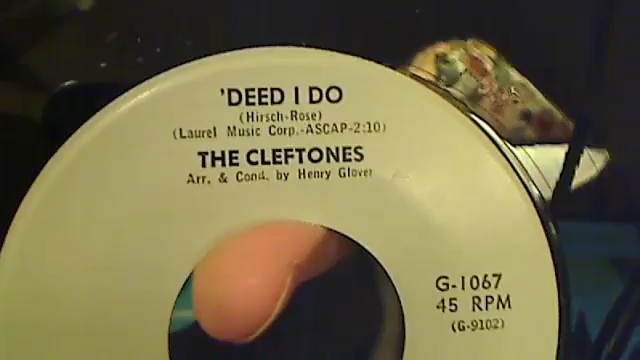 'DEED I DO
(Hirsch-Rose)
(Laurel Music Corp.-ASCAP-2:10)
THE CLEFTONES
Arr. & Cond. by Henry Glover
G-1067
45 RPM
(G-9102)